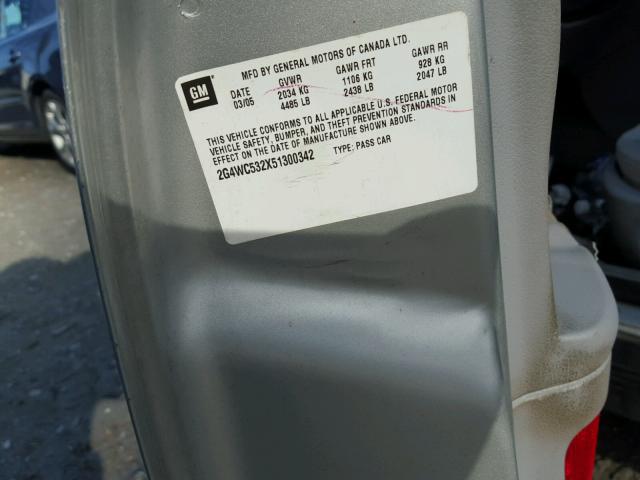 GM
MFD BY GENERAL MOTORS OF CANADA LTD.
DATE GVWR GAWR FRT GAWR RR
03/05 2034 KG 1106 KG 928 KG
4485 LB 2438 LB 2047 LB
THIS VEHICLE CONFORMS TO ALL APPLICABLE U.S. FEDERAL MOTOR
VEHICLE SAFETY, BUMPER, AND THEFT PREVENTION STANDARDS IN
EFFECT ON THE DATE OF MANUFACTURE SHOWN ABOVE.
2G4WC532X51300342 TYPE: PASS CAR